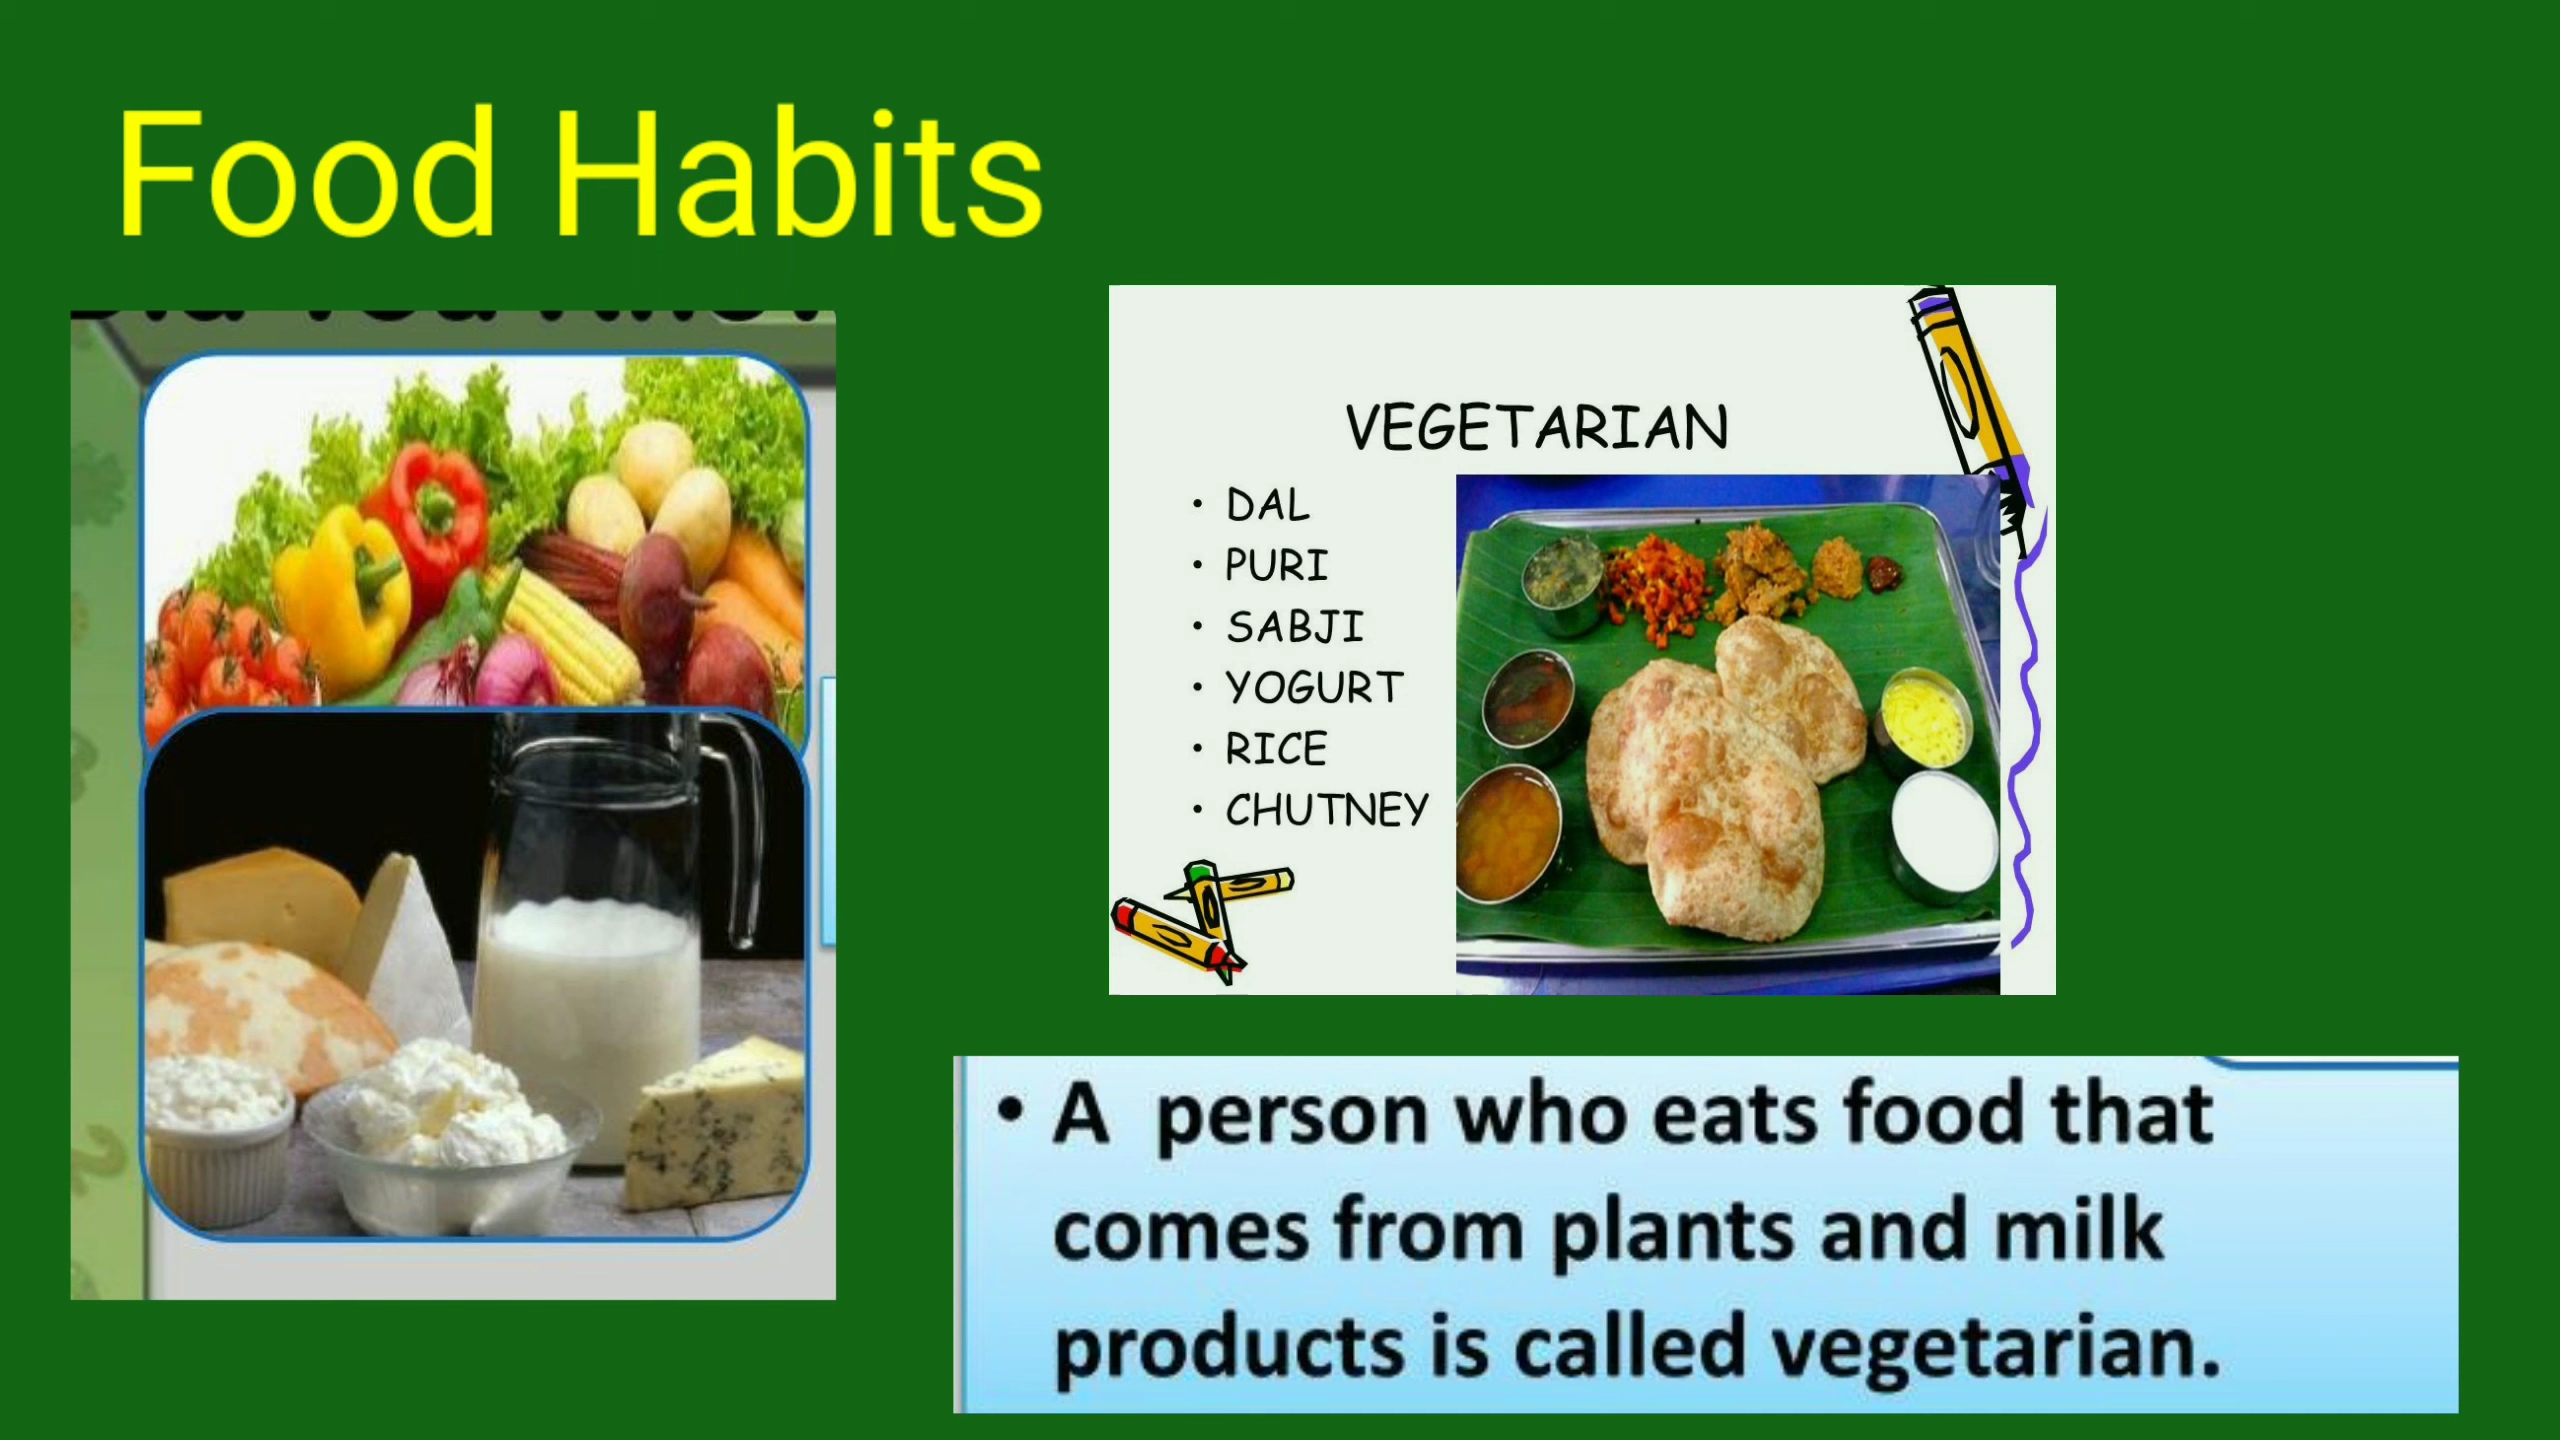 Food Habits
VEGETARIAN
• DAL
• PURI
• SABJI
• YOGURT
• RICE
• CHUTNEY
• A person who eats food that
comes from plants and milk
products is called vegetarian.